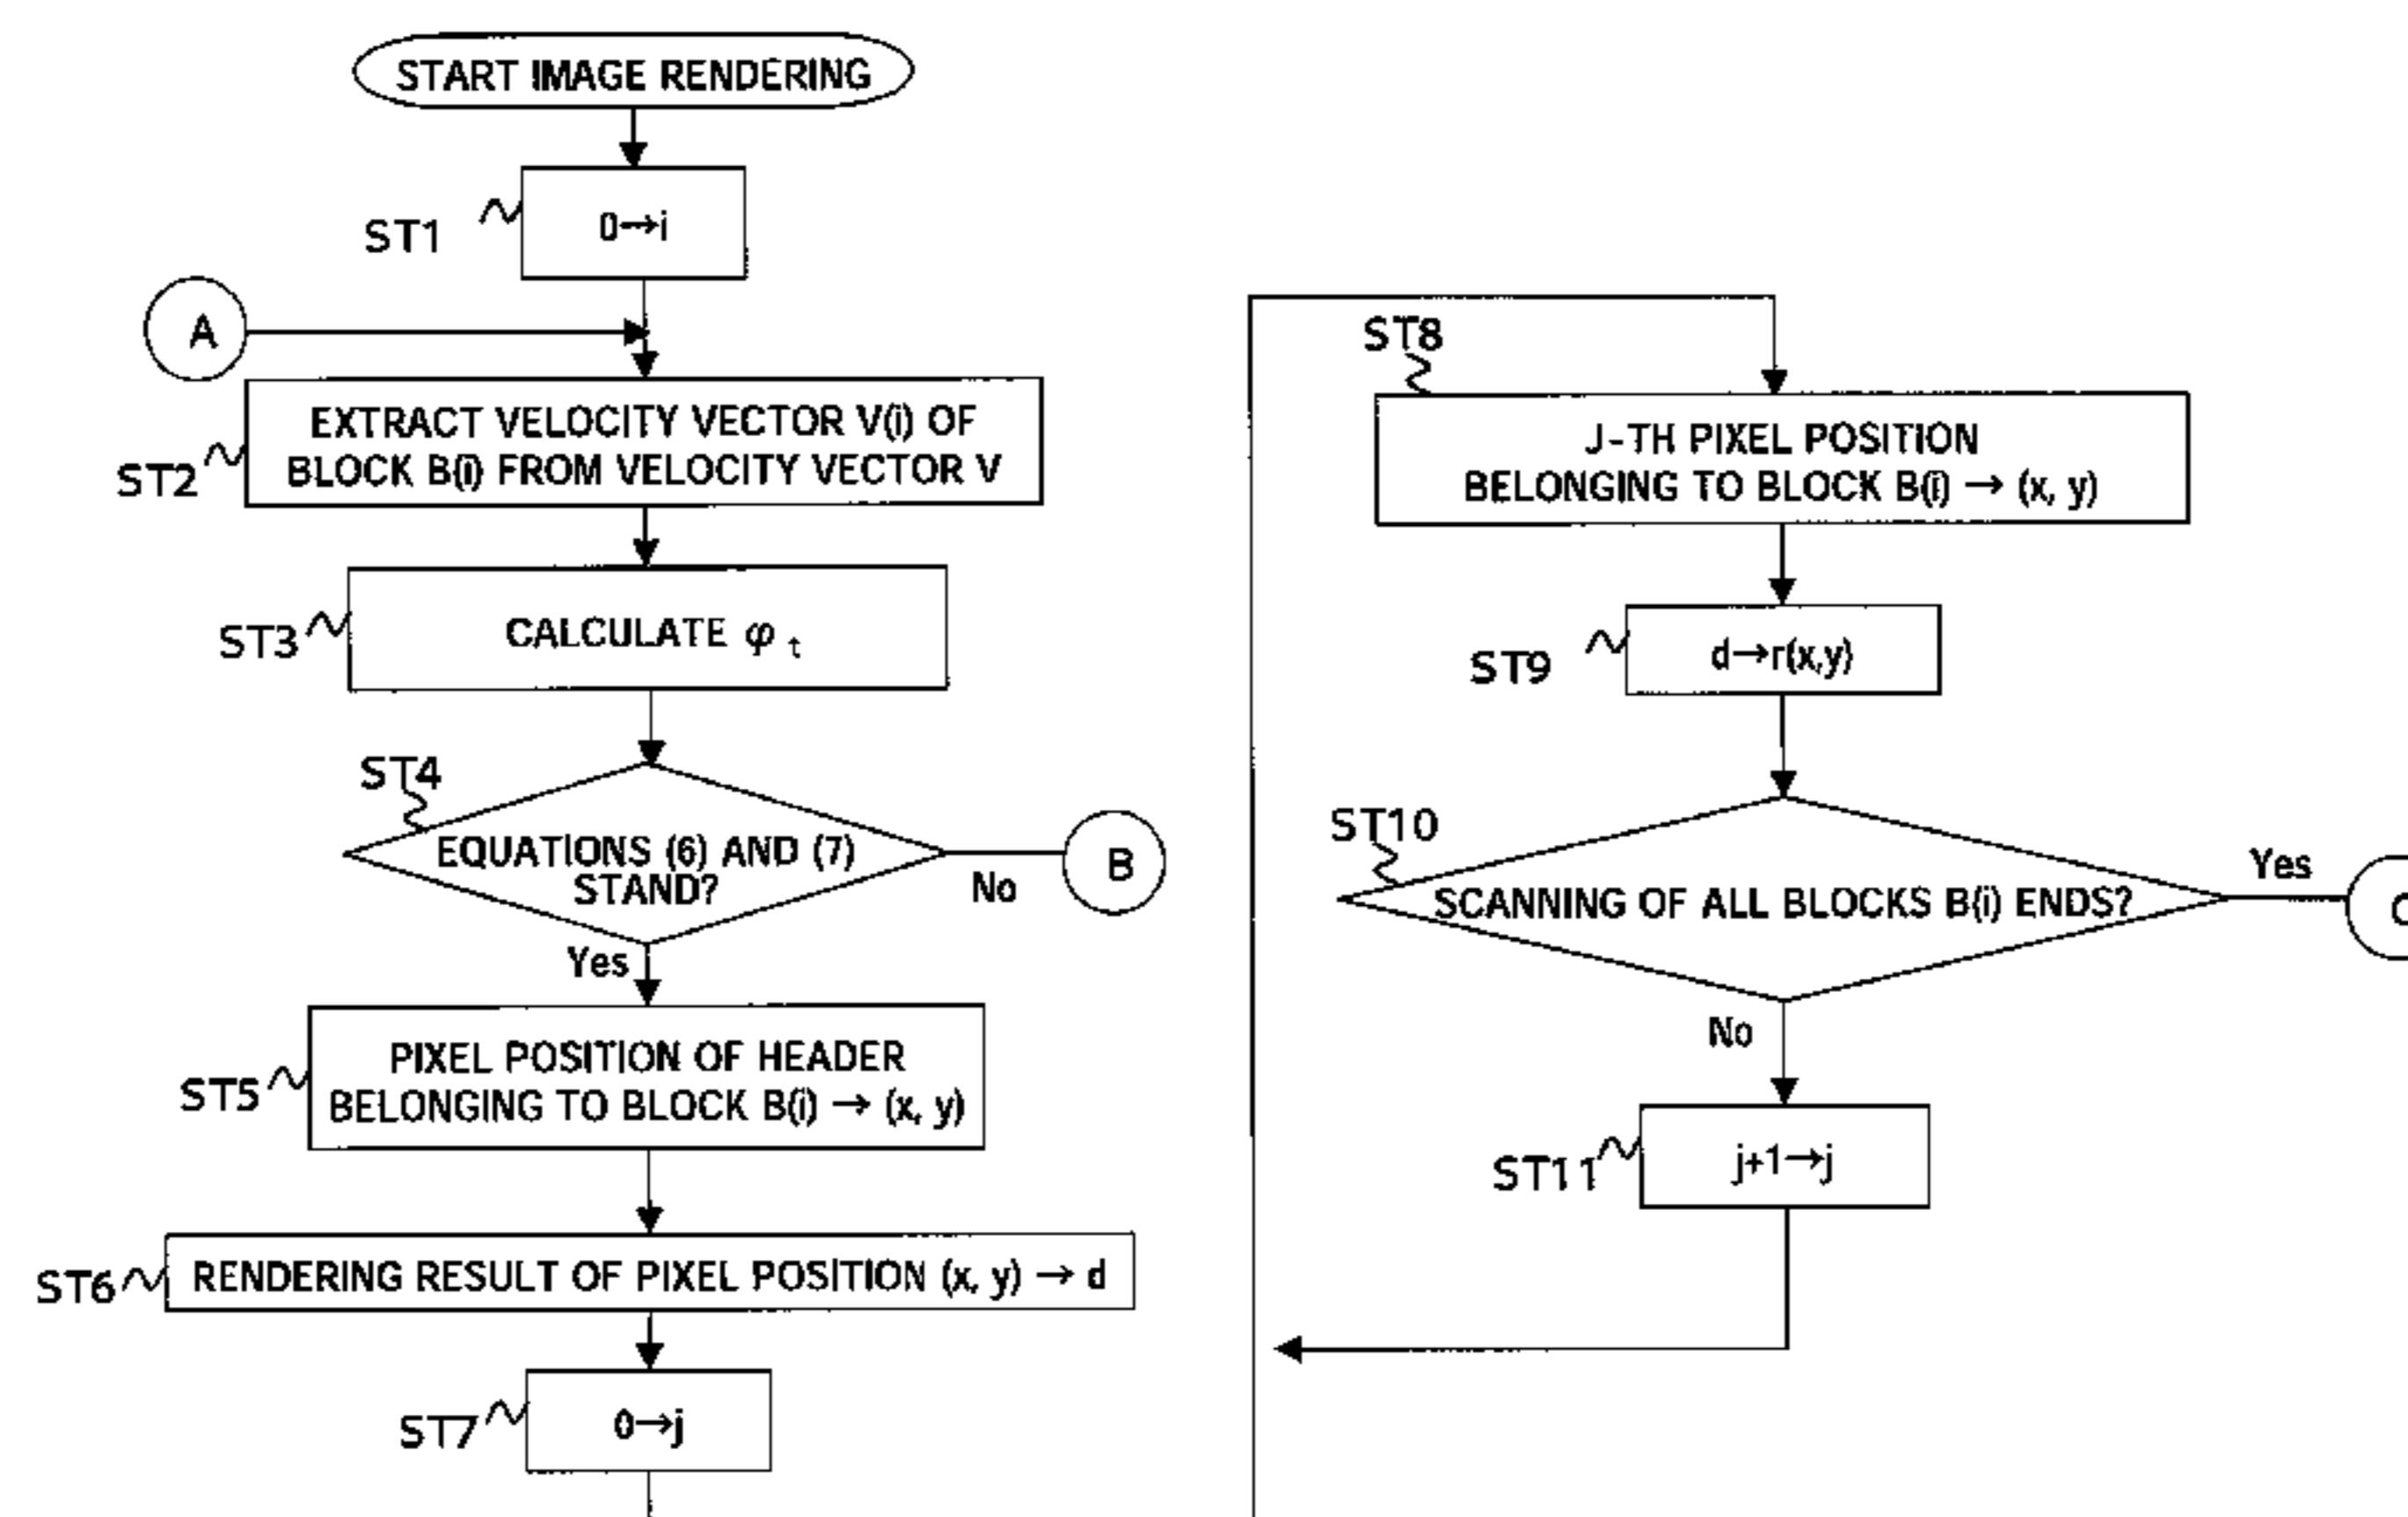 START IMAGE RENDERING
ST1
0→i
A
ST2
EXTRACT VELOCITY VECTOR V(i) OF
BLOCK B(i) FROM VELOCITY VECTOR V
ST3
CALCULATE φ t
ST4
EQUATIONS (6) AND (7)
STAND?
No
B
Yes
ST5
PIXEL POSITION OF HEADER
BELONGING TO BLOCK B(i) → (x, y)
ST6
RENDERING RESULT OF PIXEL POSITION (x, y) → d
ST7
0→j
ST8
J-TH PIXEL POSITION
BELONGING TO BLOCK B(i) → (x, y)
ST9
d→r(x,y)
ST10
SCANNING OF ALL BLOCKS B(i) ENDS?
Yes
No
ST11
j+1→j